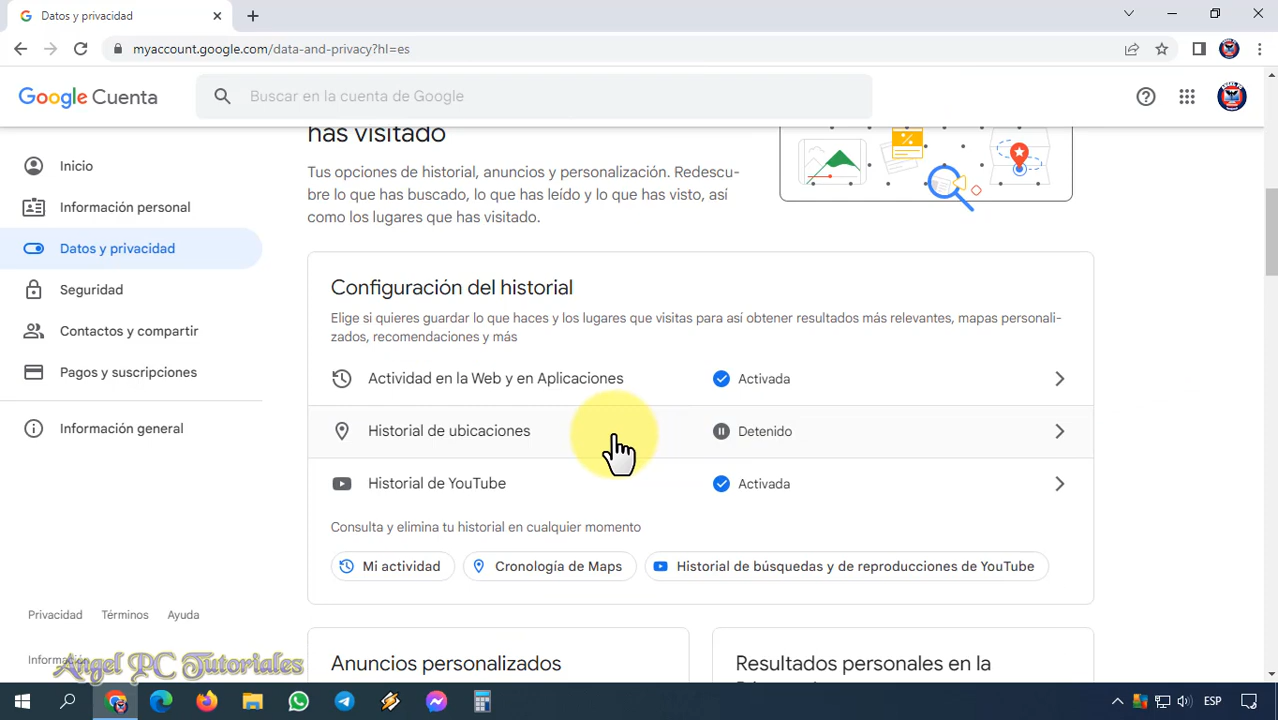 Datos y privacidad
myaccount.google.com/data-and-privacy?hl=es
Google Cuenta
Buscar en la cuenta de Google
has visitado
Inicio
Información personal
Datos y privacidad
Seguridad
Contactos y compartir
Pagos y suscripciones
Información general
Tus opciones de historial, anuncios y personalización. Redescu-
bre lo que has buscado, lo que has leído y lo que has visto, así
como los lugares que has visitado.
Configuración del historial
Elige si quieres guardar lo que haces y los lugares que visitas para así obtener resultados más relevantes, mapas personali-
zados, recomendaciones y más
Actividad en la Web y en Aplicaciones Activada
Historial de ubicaciones Detenido
Historial de YouTube Activada
Consulta y elimina tu historial en cualquier momento
Mi actividad Cronología de Maps Historial de búsquedas y de reproducciones de YouTube
Privacidad Términos Ayuda
Angel PC Tutoriales
Anuncios personalizados
Resultados personales en la
ESP